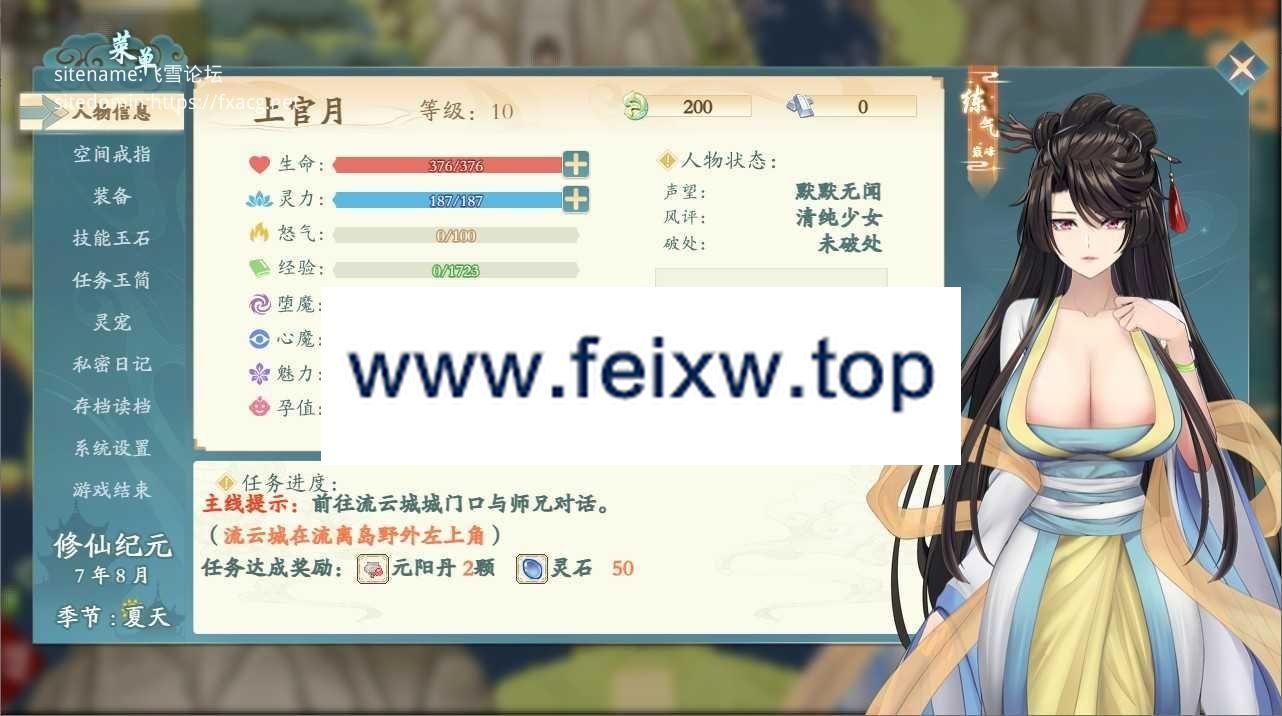 菜单
sitename:飞雪论坛
sitedomin:https://fxacg.ne
人物信息
空间戒指
装备
技能玉石
任务玉简
灵宠
私密日记
存档读档
系统设置
游戏结束
修仙纪元
7年8月
季节:夏天
上官月 等级: 10
200 0
生命: 376/376
灵力: 187/187
怒气: 0/100
经验: 0/1723
堕魔:
心魔:
魅力:
孕值:
人物状态:
声望: 默默无闻
风评: 清纯少女
破处: 未破处
www.feixw.top
任务进度:
主线提示：前往流云城城门口与师兄对话。
（流云城在流离岛野外左上角）
任务达成奖励： 元阳丹 2颗 灵石 50
练气
巅峰